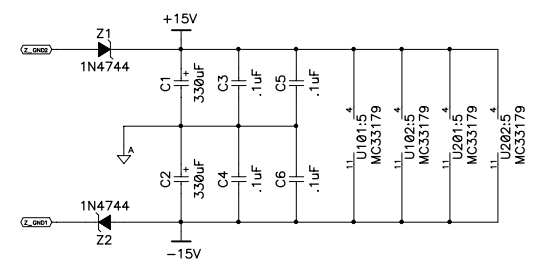 +15V
Z_GND2
Z1
1N4744
C1
+
330uF
C3
.1uF
C5
.1uF
4
11
U101:5
MC33179
4
11
U102:5
MC33179
4
11
U201:5
MC33179
4
11
U202:5
MC33179
A
C2
+
330uF
C4
.1uF
C6
.1uF
1N4744
Z_GND1
Z2
-15V